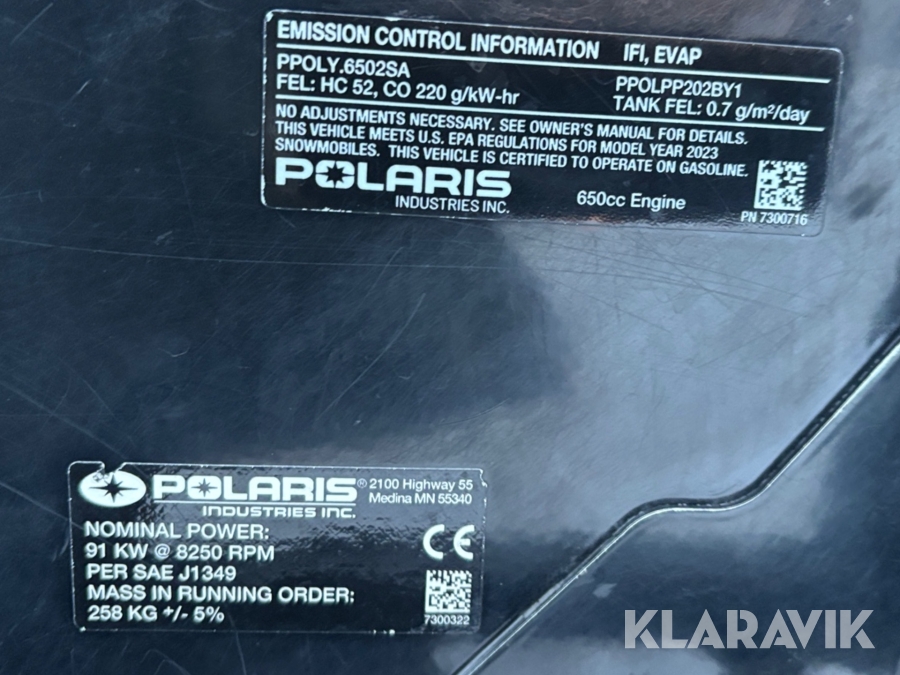 EMISSION CONTROL INFORMATION IFI, EVAP
PPOLY.6502SA PPOLPP202BY1
FEL: HC 52, CO 220 g/kW-hr TANK FEL: 0.7 g/m²/day
NO ADJUSTMENTS NECESSARY. SEE OWNER'S MANUAL FOR DETAILS.
THIS VEHICLE MEETS U.S. EPA REGULATIONS FOR MODEL YEAR 2023
SNOWMOBILES. THIS VEHICLE IS CERTIFIED TO OPERATE ON GASOLINE.
POLARIS
INDUSTRIES INC.
650cc Engine
PN 7300716
POLARIS® 2100 Highway 55
INDUSTRIES INC. Medina MN 55340
NOMINAL POWER:
91 KW @ 8250 RPM
PER SAE J1349
MASS IN RUNNING ORDER:
258 KG +/- 5%
CE
7300322
KLARAVIK